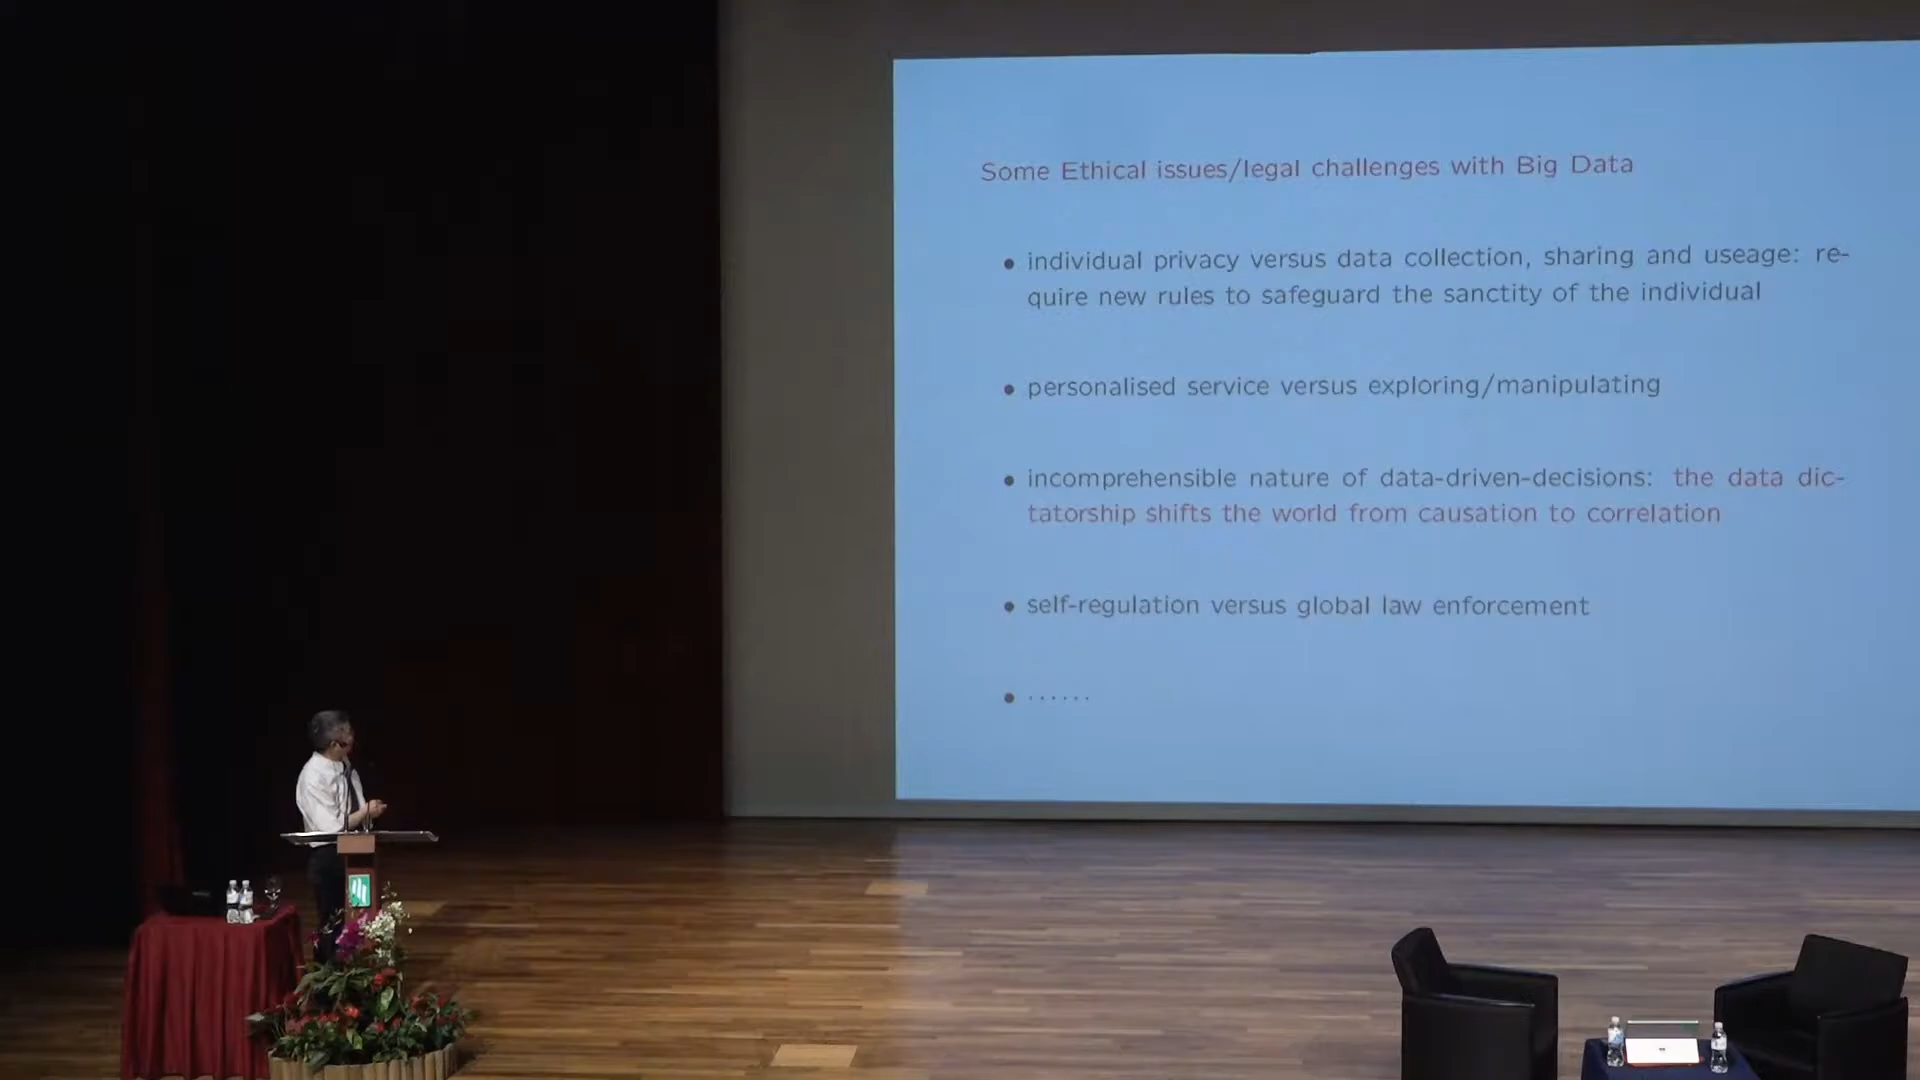 Some Ethical issues/legal challenges with Big Data
• individual privacy versus data collection, sharing and useage: re-
quire new rules to safeguard the sanctity of the individual
• personalised service versus exploring/manipulating
• incomprehensible nature of data-driven-decisions: the data dic-
tatorship shifts the world from causation to correlation
• self-regulation versus global law enforcement
• ······